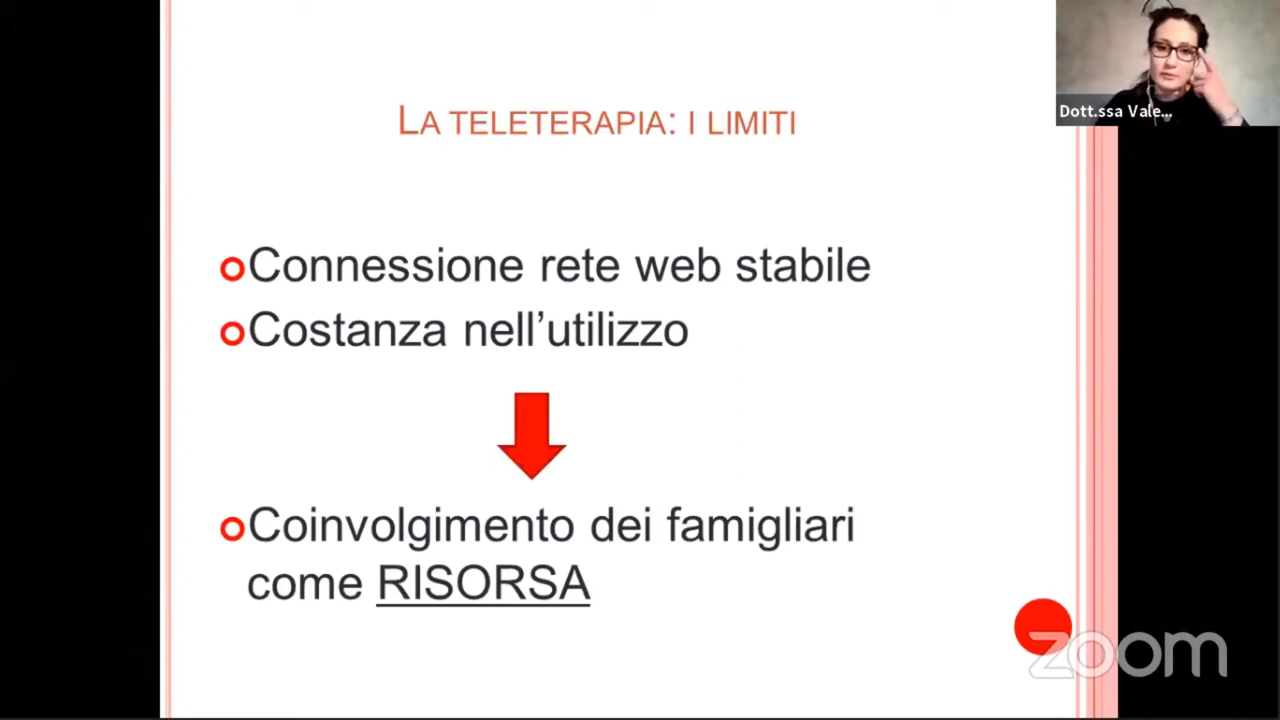 Dott.ssa Vale...
LA TELETERAPIA: I LIMITI
Connessione rete web stabile
Costanza nell’utilizzo
Coinvolgimento dei famigliari
come RISORSA
zoom